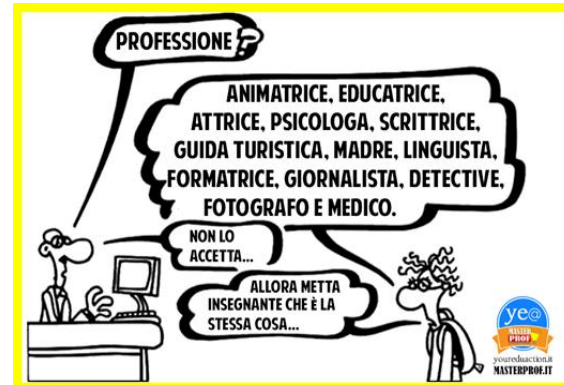 PROFESSIONE?
ANIMATRICE, EDUCATRICE,
ATTRICE, PSICOLOGA, SCRITTRICE,
GUIDA TURISTICA, MADRE, LINGUISTA,
FORMATRICE, GIORNALISTA, DETECTIVE,
FOTOGRAFO E MEDICO.
NON LO
ACCETTA...
ALLORA METTA
INSEGNANTE CHE È LA
STESSA COSA...
ye@
MASTER
PROF
youreduaction.it
MASTERPROF.IT